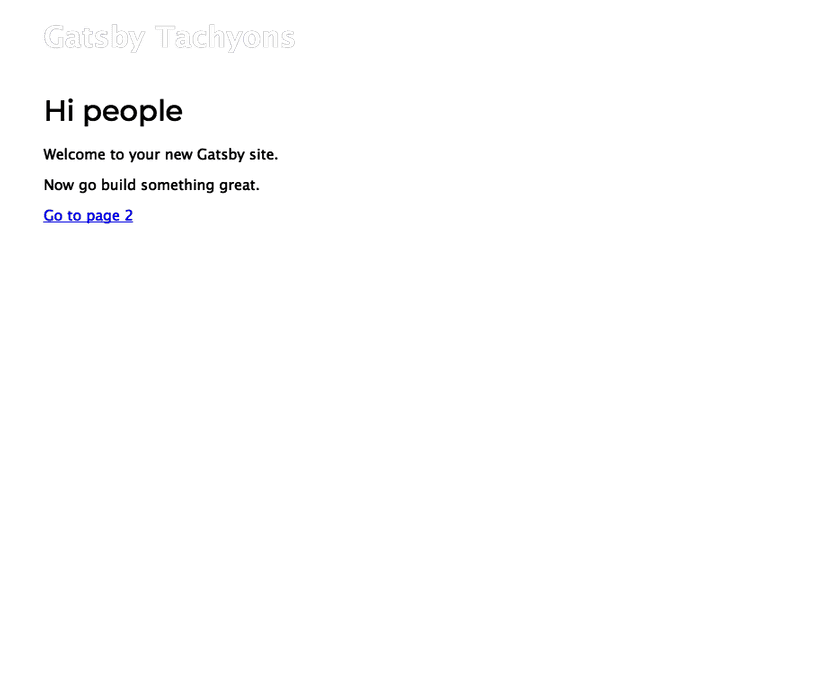 Gatsby Tachyons
Hi people
Welcome to your new Gatsby site.
Now go build something great.
Go to page 2